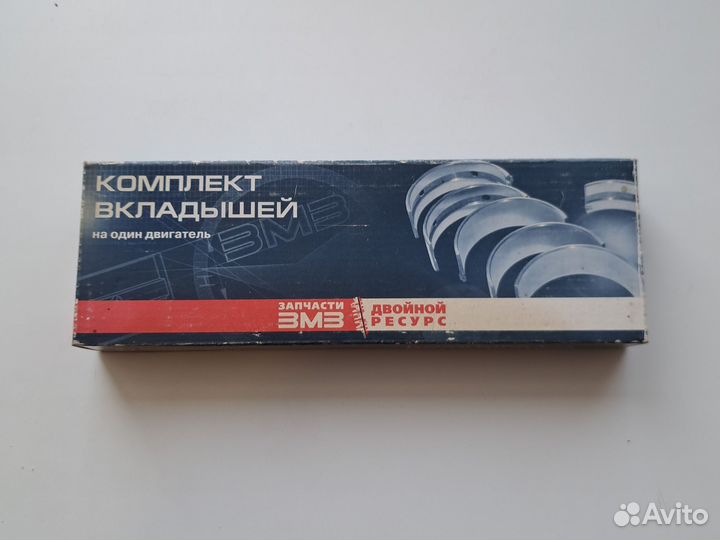 КОМПЛЕКТ
ВКЛАДЫШЕЙ
на один двигатель
ЗМЗ
ЗАПЧАСТИ
ЗМЗ
ДВОЙНОЙ
РЕСУРС
Avito